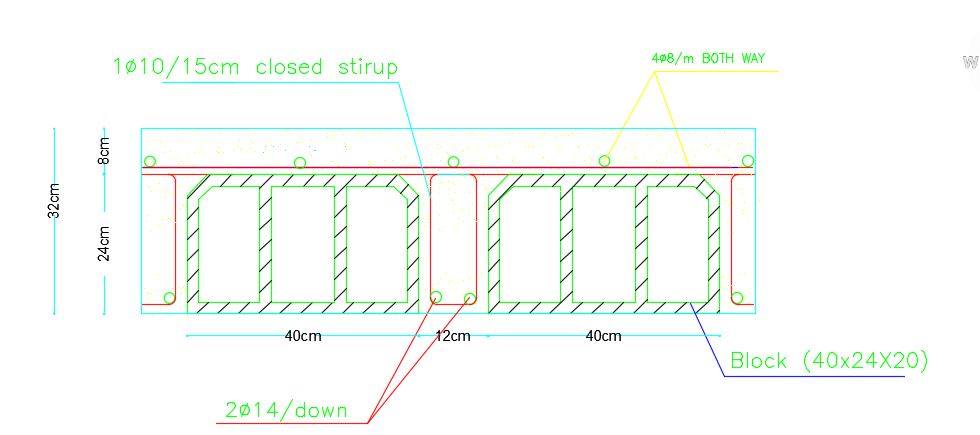 4ø8/m BOTH WAY
1ø10/15cm closed stirup
8cm
32cm
24cm
40cm
12cm
40cm
Block (40x24X20)
2ø14/down